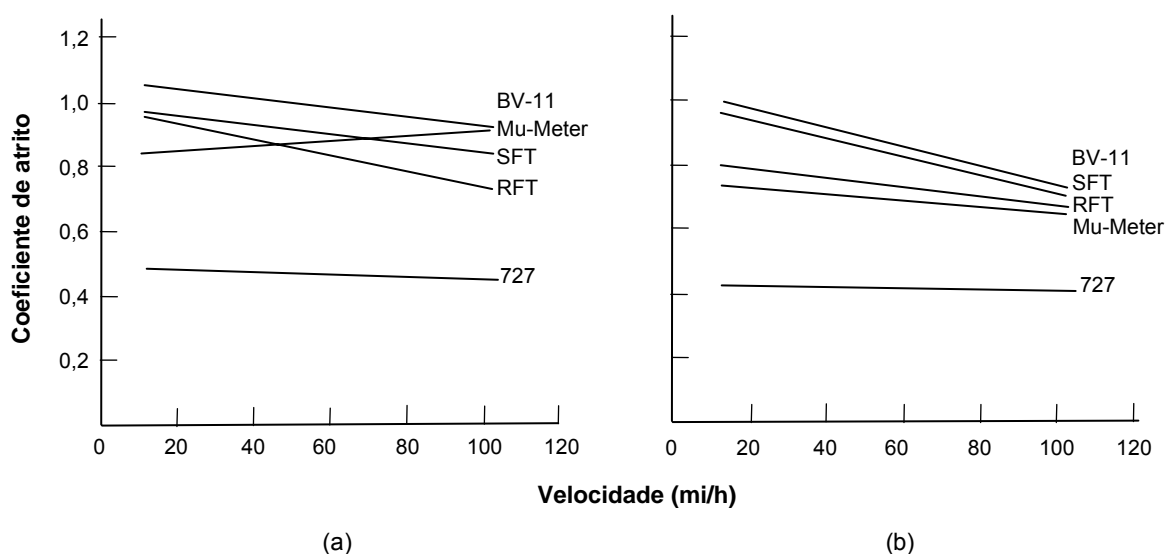 Coeficiente de atrito
1,2
1,0
0,8
0,6
0,4
0,2
0
20
40
60
80
100
120
BV-11
Mu-Meter
SFT
RFT
727
0
20
40
60
80
100
120
BV-11
SFT
RFT
Mu-Meter
727
Velocidade (mi/h)
(a)
(b)